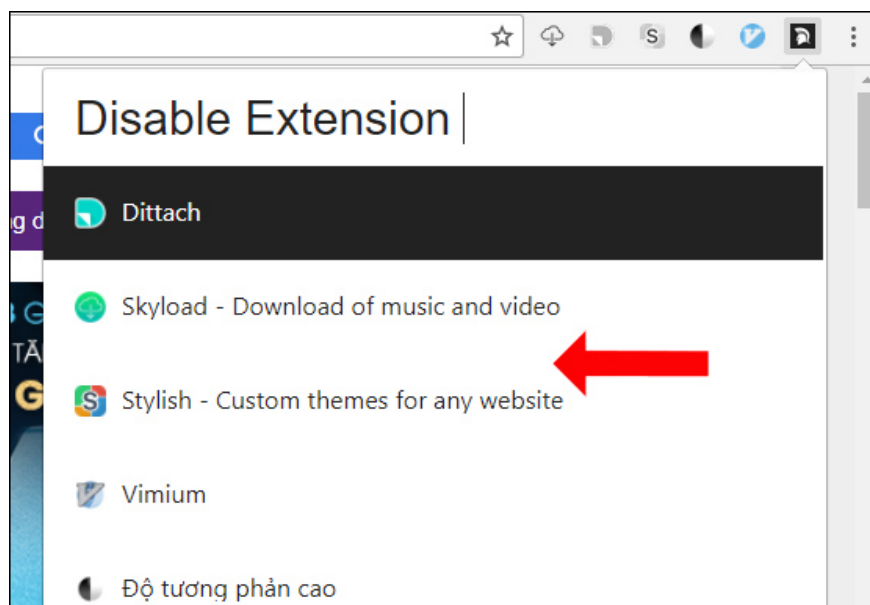 Disable Extension
Dittach
Skyload - Download of music and video
Stylish - Custom themes for any website
Vimium
Độ tương phản cao
S
g d
G
TĂ
G